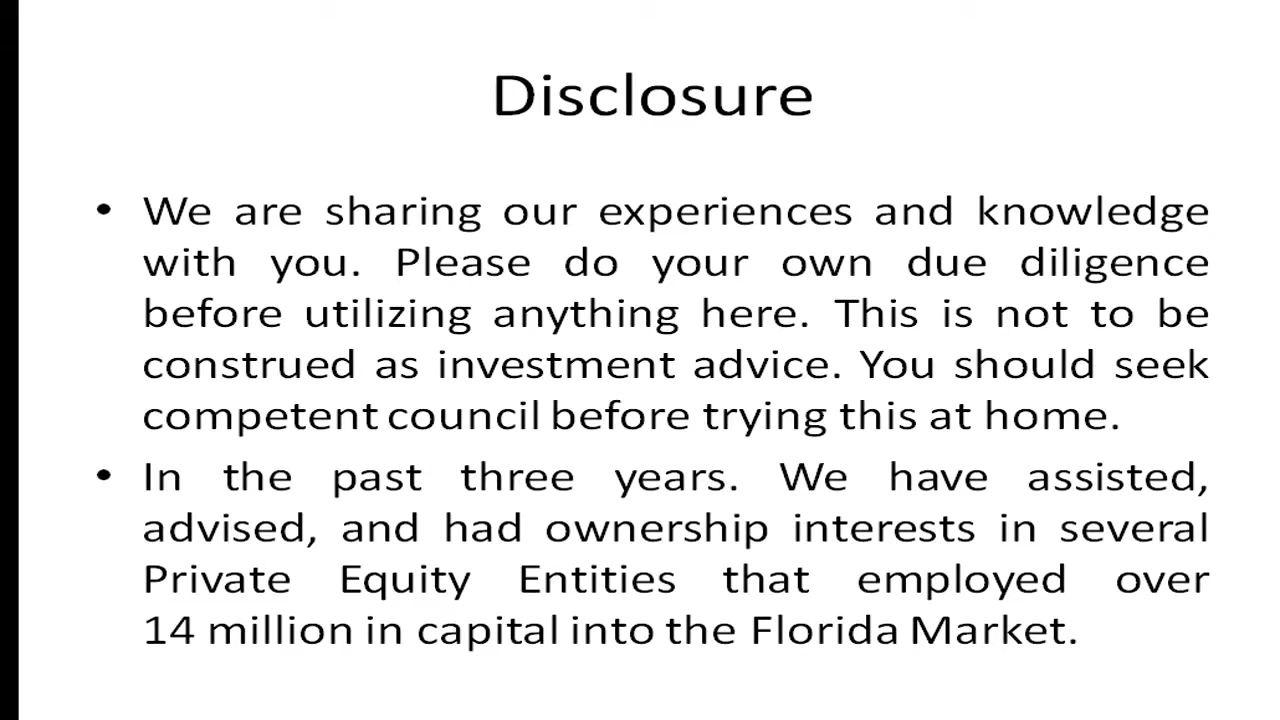 Disclosure
• We are sharing our experiences and knowledge
with you. Please do your own due diligence
before utilizing anything here. This is not to be
construed as investment advice. You should seek
competent council before trying this at home.
• In the past three years. We have assisted,
advised, and had ownership interests in several
Private Equity Entities that employed over
14 million in capital into the Florida Market.